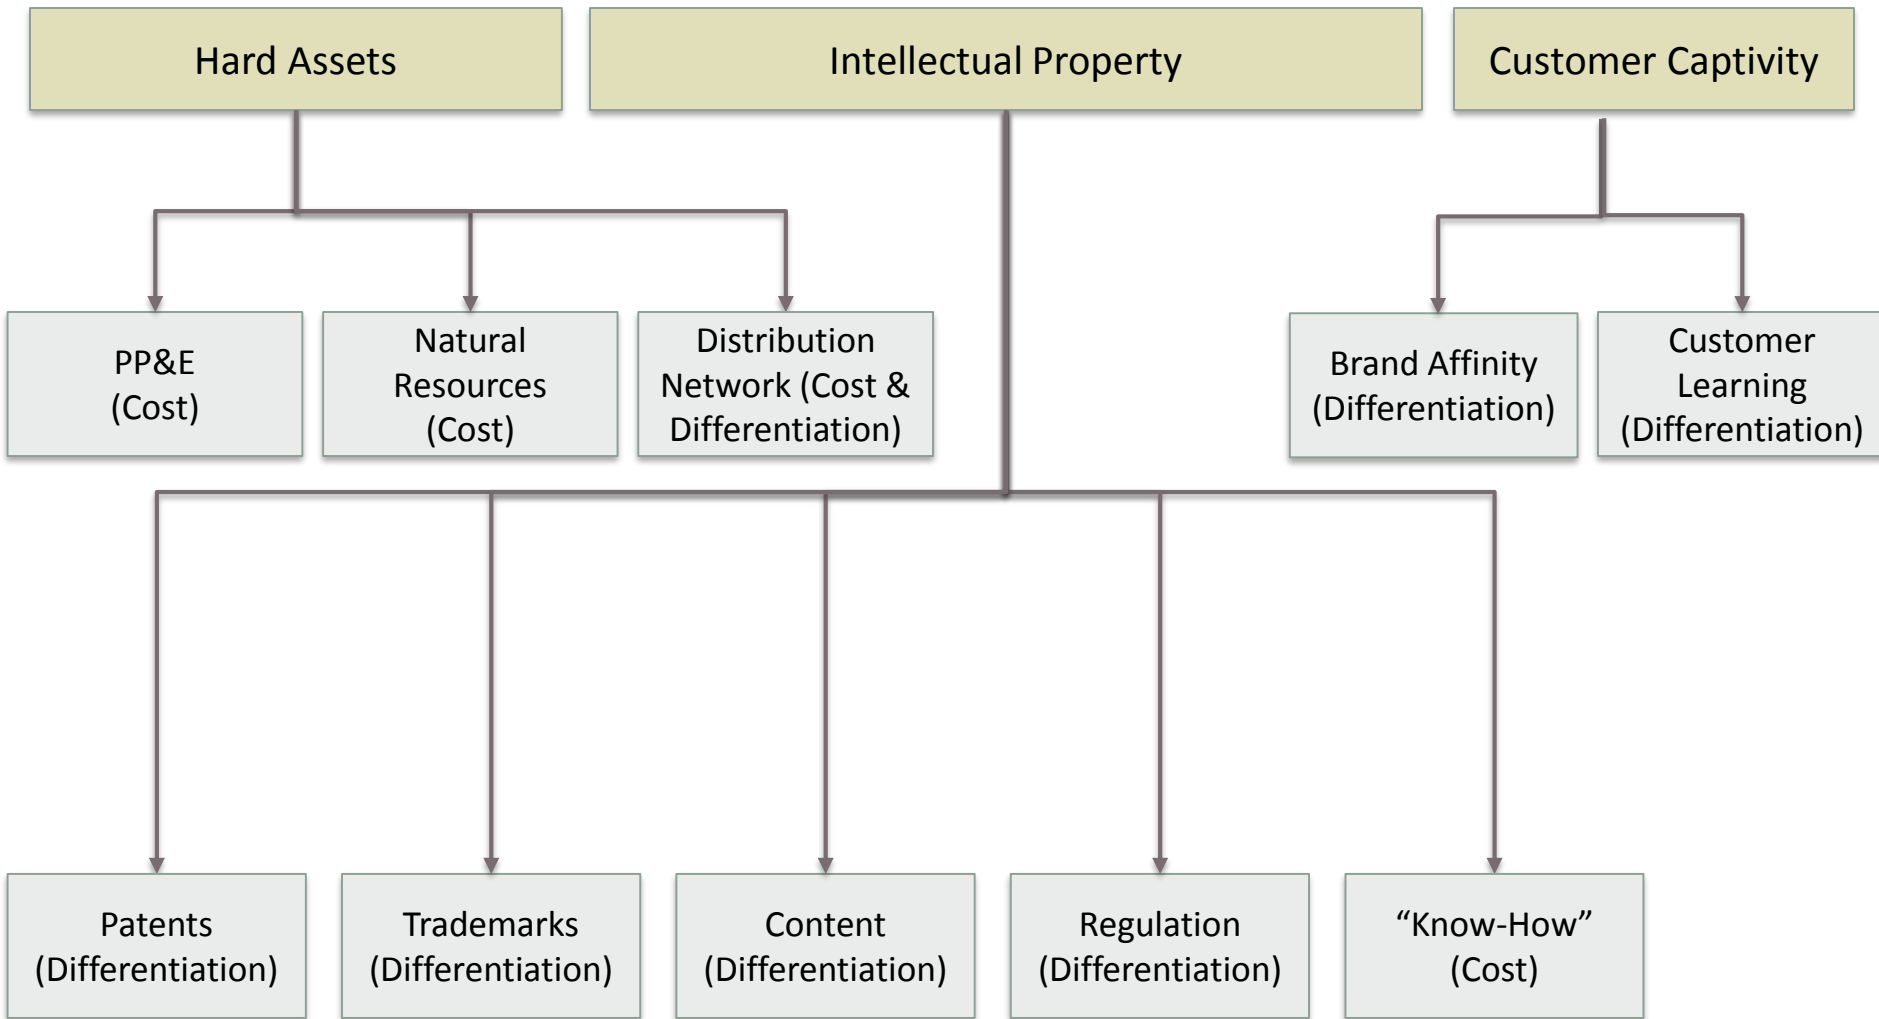 Hard Assets
Intellectual Property
Customer Captivity
PP&E
(Cost)
Natural
Resources
(Cost)
Distribution
Network (Cost &
Differentiation)
Brand Affinity
(Differentiation)
Customer
Learning
(Differentiation)
Patents
(Differentiation)
Trademarks
(Differentiation)
Content
(Differentiation)
Regulation
(Differentiation)
“Know-How”
(Cost)